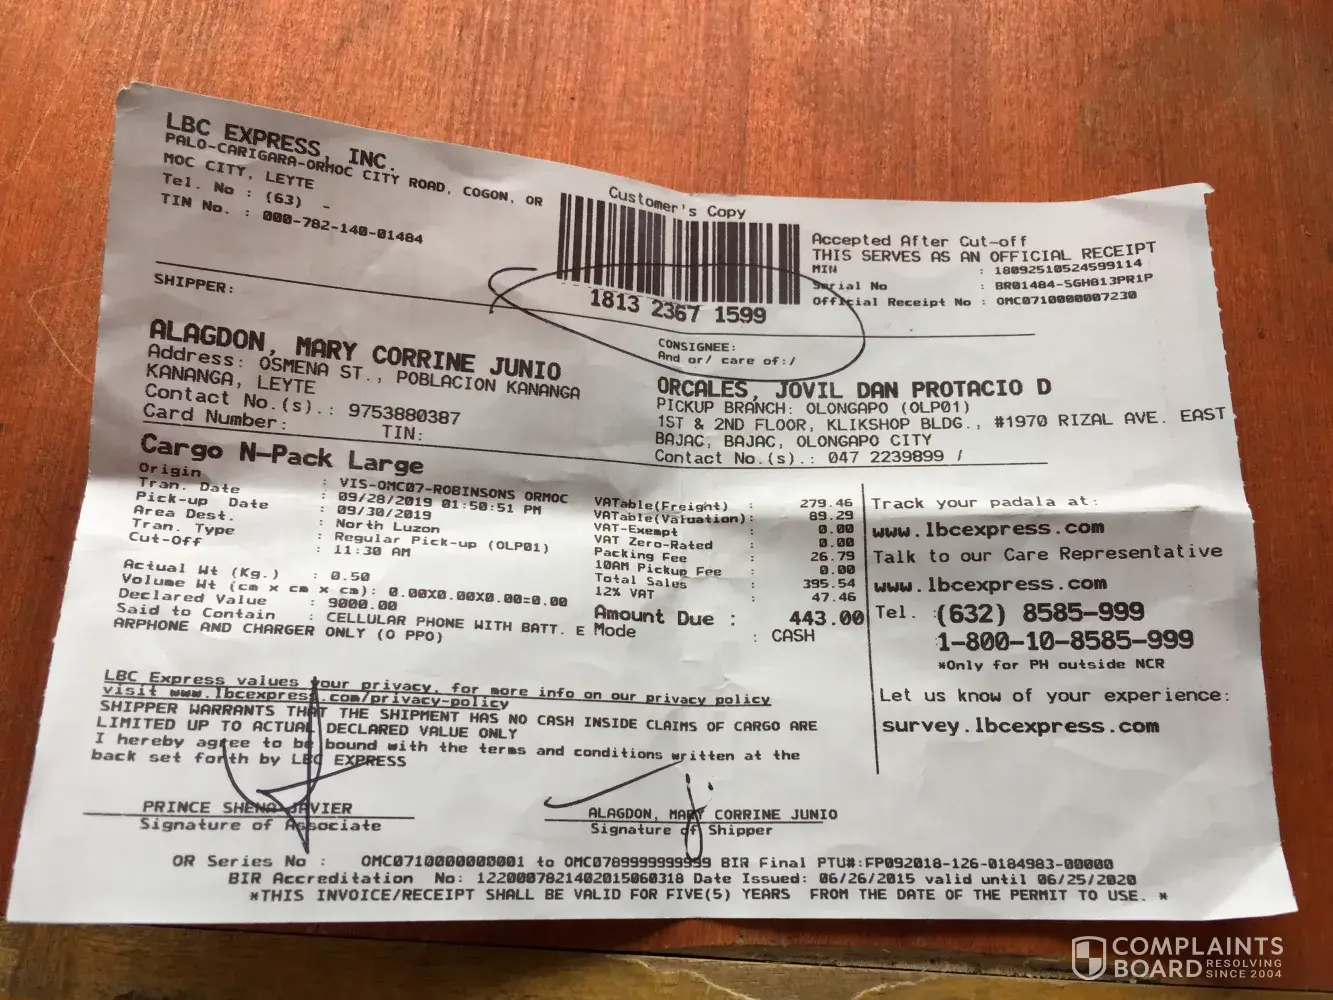 LBC EXPRESS, INC.
PALO-CARIGARA-ORMOC CITY ROAD, COGON, OR
MOC CITY, LEYTE
Tel. No : (63) -
TIN No. : 000-782-140-01484
Customer's Copy
1813 2367 1599
Accepted After Cut-off
THIS SERVES AS AN OFFICIAL RECEIPT
MIN : 18092510524599114
Serial No : BR01484-SGH813PR1P
Official Receipt No : OMC0710000007230
SHIPPER:
ALAGDON, MARY CORRINE JUNIO
Address: OSMENA ST., POBLACION KANANGA
KANANGA, LEYTE
Contact No.(s).: 9753880387
Card Number: TIN:
CONSIGNEE:
And or/ care of:/
ORCALES, JOVIL DAN PROTACIO D
PICKUP BRANCH: OLONGAPO (OLP01)
1ST & 2ND FLOOR, KLIKSHOP BLDG., #1970 RIZAL AVE. EAST
BAJAC, BAJAC, OLONGAPO CITY
Contact No.(s).: 047 2239899 /
Cargo N-Pack Large
Origin : VIS-OMC07-ROBINSONS ORMOC
Tran. Date : 09/28/2019 01:50:51 PM
Pick-up Date : 09/30/2019
Area Dest. : North Luzon
Tran. Type : Regular Pick-up (OLP01)
Cut-Off : 11:30 AM
Actual Wt (Kg.) : 0.50
Volume Wt (cm x cm x cm): 0.00X0.00X0.00=0.00
Declared Value : 9000.00
Said to Contain : CELLULAR PHONE WITH BATT. E
ARPHONE AND CHARGER ONLY (O PPO)
VATable(Freight) : 279.46
VATable(Valuation): 89.29
VAT-Exempt : 0.00
VAT Zero-Rated : 0.00
Packing Fee : 26.79
10AM Pickup Fee : 0.00
Total Sales : 395.54
12% VAT : 47.46
Amount Due : 443.00
Mode : CASH
Track your padala at:
www.lbcexpress.com
Talk to our Care Representative
www.lbcexpress.com
Tel. :(632) 8585-999
1-800-10-8585-999
*Only for PH outside NCR
Let us know of your experience:
survey.lbcexpress.com
LBC Express values your privacy, for more info on our privacy policy
visit www.lbcexpress.com/privacy-policy
SHIPPER WARRANTS THAT THE SHIPMENT HAS NO CASH INSIDE CLAIMS OF CARGO ARE
LIMITED UP TO ACTUAL DECLARED VALUE ONLY
I hereby agree to be bound with the terms and conditions written at the
back set forth by LBC EXPRESS
PRINCE SHENA JAVIER
Signature of Associate
ALAGDON, MARY CORRINE JUNIO
Signature of Shipper
OR Series No : OMC0710000000001 to OMC0789999999999 BIR Final PTU#:FP092018-126-0184983-00000
BIR Accreditation No: 12200078214020150603​18 Date Issued: 06/26/2015 valid until 06/25/2020
*THIS INVOICE/RECEIPT SHALL BE VALID FOR FIVE(5) YEARS FROM THE DATE OF THE PERMIT TO USE. *
COMPLAINTS
BOARD RESOLVING
SINCE 2004